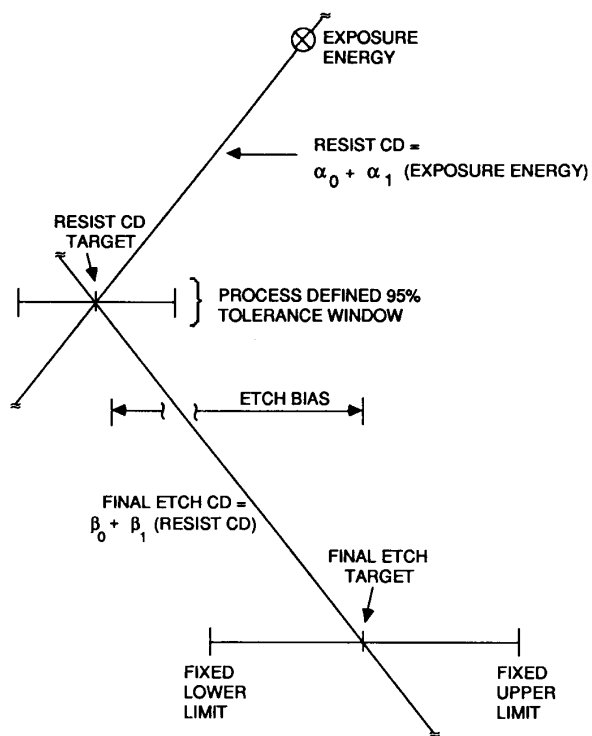 EXPOSURE
ENERGY
RESIST CD =
α0 + α1 (EXPOSURE ENERGY)
RESIST CD
TARGET
PROCESS DEFINED 95%
TOLERANCE WINDOW
ETCH BIAS
FINAL ETCH CD =
β0 + β1 (RESIST CD)
FINAL ETCH
TARGET
FIXED
LOWER
LIMIT
FIXED
UPPER
LIMIT